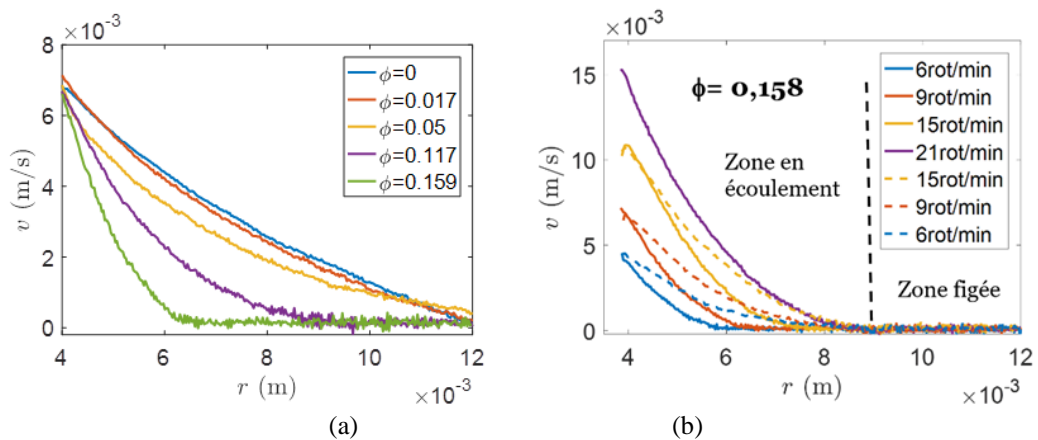 × 10⁻³
8
6
4
2
0
v (m/s)
4 6 8 10 12
r (m)
×10⁻³
ϕ=0
ϕ=0.017
ϕ=0.05
ϕ=0.117
ϕ=0.159
(a)
×10⁻³
15
10
5
0
v (m/s)
4 6 8 10 12
r (m)
×10⁻³
ϕ= 0,158
Zone en
écoulement
Zone figée
6rot/min
9rot/min
15rot/min
21rot/min
15rot/min
9rot/min
6rot/min
(b)